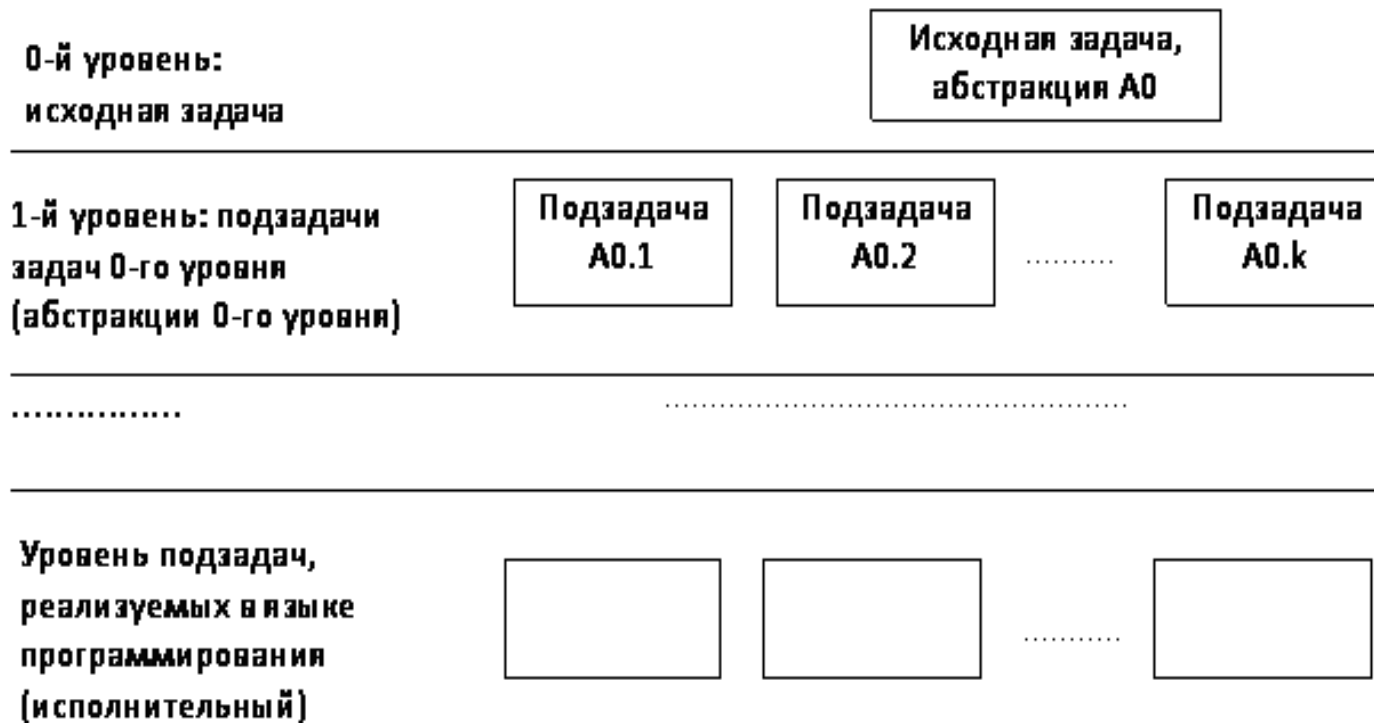 0-й уровень:
исходная задача
Исходная задача,
абстракция А0
1-й уровень: подзадачи
задач 0-го уровня
(абстракции 0-го уровня)
Подзадача
А0.1
Подзадача
А0.2
..........
Подзадача
А0.k
................
....................................................
Уровень подзадач,
реализуемых в языке
программирования
(исполнительный)
...........